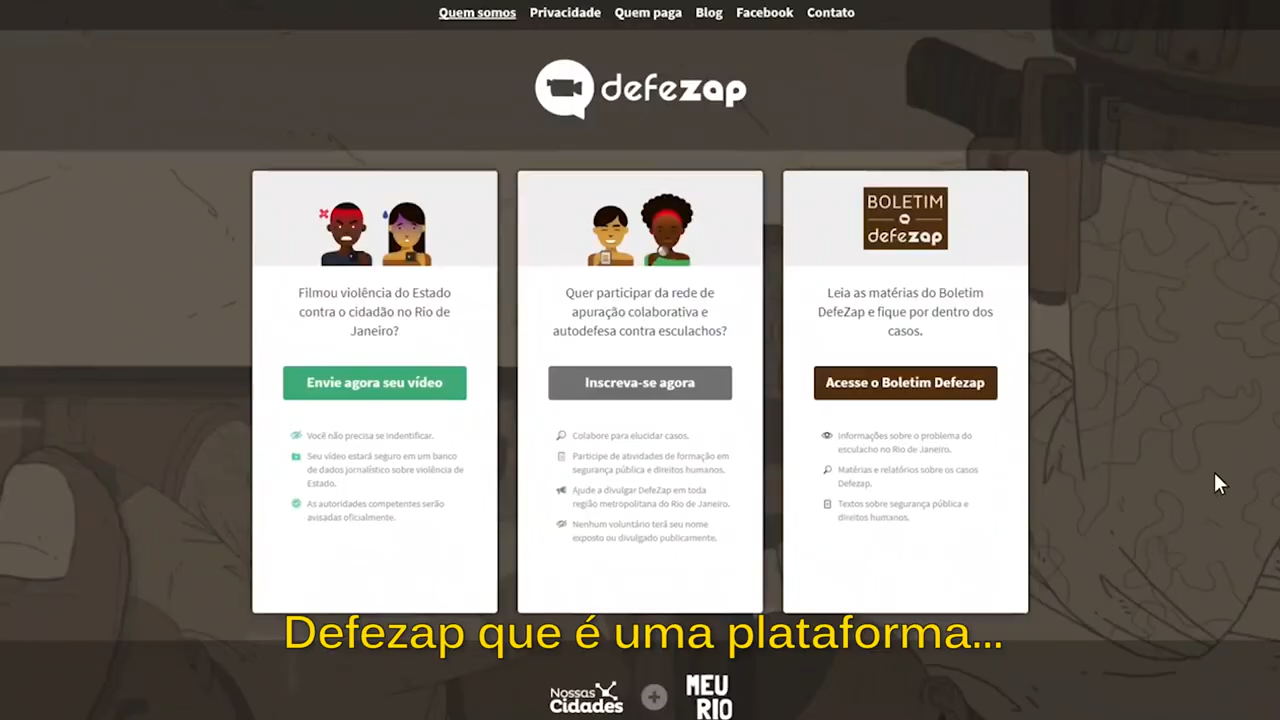 Quem somos Privacidade Quem paga Blog Facebook Contato
defezap
Filmou violência do Estado
contra o cidadão no Rio de
Janeiro?
Envie agora seu vídeo
Você não precisa se indentificar.
Seu vídeo estará seguro em um banco
de dados jornalístico sobre violência de
Estado.
As autoridades competentes serão
avisadas oficialmente.
Quer participar da rede de
apuração colaborativa e
autodefesa contra esculachos?
Inscreva-se agora
Colabore para elucidar casos.
Participe de atividades de formação em
segurança pública e direitos humanos.
Ajude a divulgar DefeZap em toda
região metropolitana do Rio de Janeiro.
Nenhum voluntário terá seu nome
exposto ou divulgado publicamente.
BOLETIM
defezap
Leia as matérias do Boletim
DefeZap e fique por dentro dos
casos.
Acesse o Boletim Defezap
Informações sobre o problema do
esculacho no Rio de Janeiro.
Matérias e relatórios sobre os casos
Defezap.
Textos sobre segurança pública e
direitos humanos.
Defezap que é uma plataforma...
Nossas
Cidades
MEU
RIO